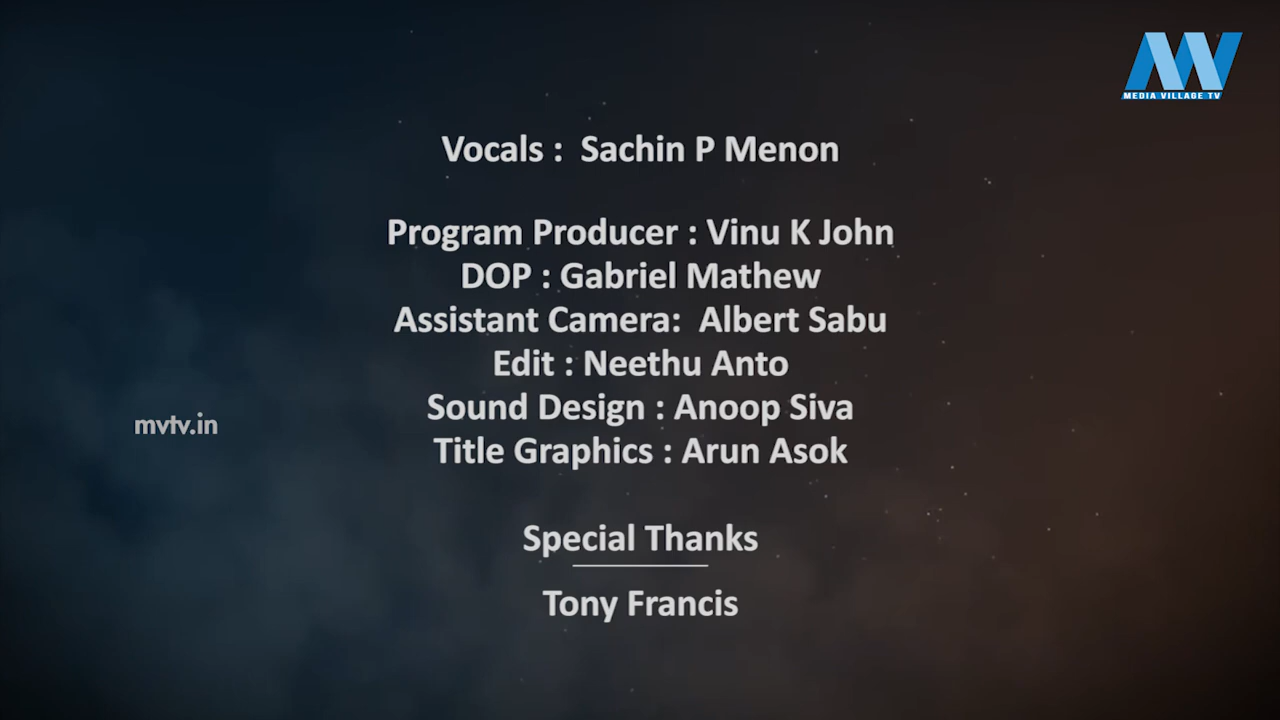 MEDIA VILLAGE TV
Vocals :  Sachin P Menon
Program Producer : Vinu K John
DOP : Gabriel Mathew
Assistant Camera:  Albert Sabu
Edit : Neethu Anto
Sound Design : Anoop Siva
mvtv.in
Title Graphics : Arun Asok
Special Thanks
Tony Francis